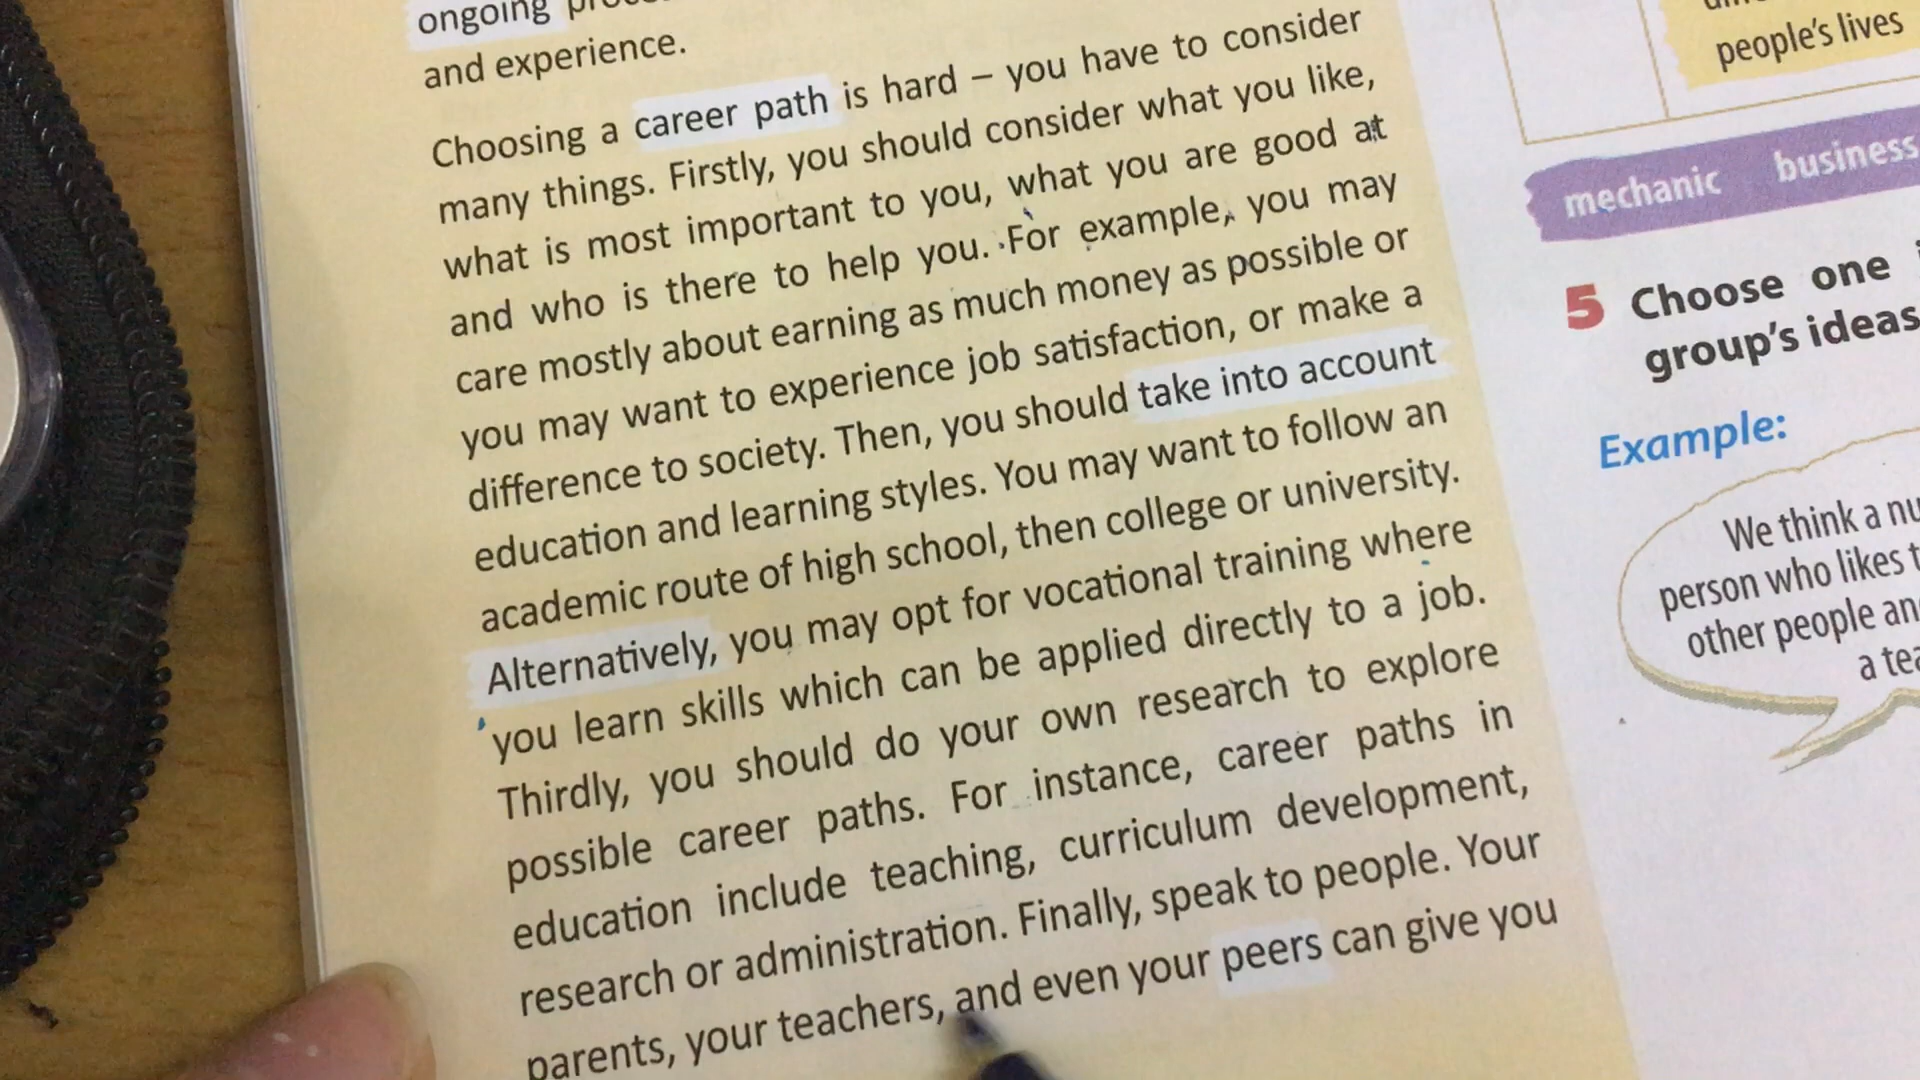 ongoing
and experience.
Choosing a career path is hard – you have to consider
many things. Firstly, you should consider what you like,
what is most important to you, what you are good at
and who is there to help you. For example, you may
care mostly about earning as much money as possible or
you may want to experience job satisfaction, or make a
difference to society. Then, you should take into account
education and learning styles. You may want to follow an
academic route of high school, then college or university.
Alternatively, you may opt for vocational training where
you learn skills which can be applied directly to a job.
Thirdly, you should do your own research to explore
possible career paths. For instance, career paths in
education include teaching, curriculum development,
research or administration. Finally, speak to people. Your
parents, your teachers, and even your peers can give you
people's lives
mechanic business
5 Choose one
group's ideas
Example:
We think a
person who likes
other people
a